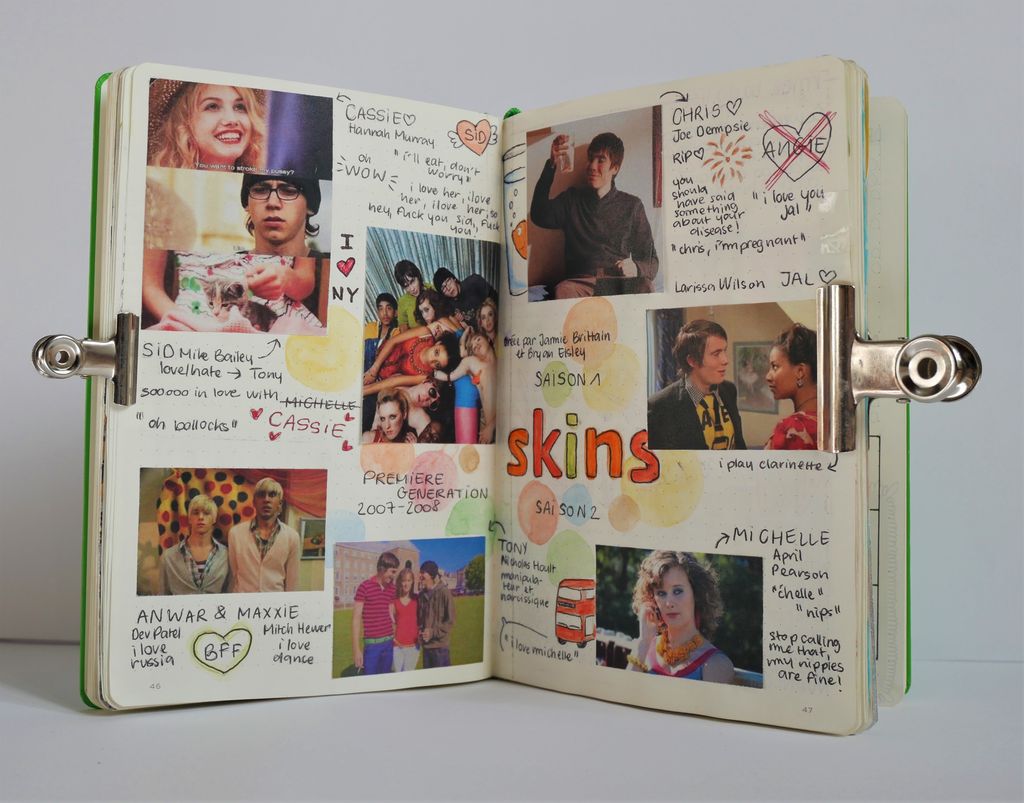 CASSIE♡
Hannah Murray
SID
"i'll eat, don't
worry"
oh
WOW
i love her, i love
her, i love her, so
hey, fuck you sid, fuck
you!
You want to stroke my pussy?
I
♥
NY
SiD Mike Bailey
love/hate → Tony
sooooo in love with MICHELLE
CASSIE
"oh bollocks"
PREMIERE
GENERATION
2007-2008
ANWAR & MAXXIE
Dev Patel
i love
russia
BFF
Mitch Hewer
i love
dance
46
CHRIS♡
Joe Dempsie
RIP♡
ANGIE
you
should
have said
something
about your
disease!
"i love you
Jal"
"chris, i'm pregnant"
Larissa Wilson JAL♡
par Jamie Brittain
et Bryan Elsley
SAISON 1
skins
i play clarinette
SAISON 2
TONY
Nicholas Hoult
manipula-
teur et
narcissique
"i love michelle"
MiCHELLE
April
Pearson
"chelle"
"nips"
stop calling
me that,
my nipples
are fine!
47